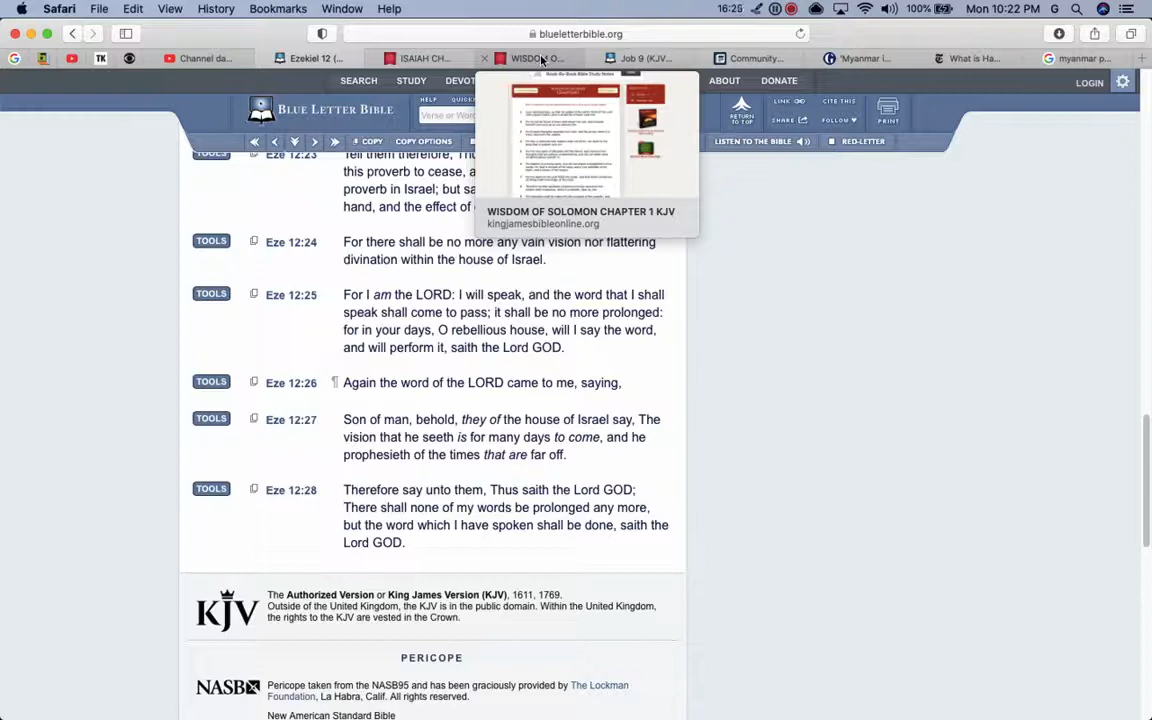 Safari File Edit View History Bookmarks Window Help 16:25 100% Mon 10:22 PM G
blueletterbible.org
Channel da... Ezekiel 12 (... ISAIAH CH... WISDOM O... Job 9 (KJV... Community... 'Myanmar i... What is Ha... myanmar p...
SEARCH STUDY DEVOT ABOUT DONATE LOGIN
BLUE LETTER BIBLE HELP QUICK
Verse or Wor
RETURN TO TOP LINK CITE THIS
SHARE FOLLOW PRINT
COPY COPY OPTIONS LISTEN TO THE BIBLE RED-LETTER
WISDOM OF SOLOMON CHAPTER 1 KJV
kingjamesbibleonline.org
TOOLS Eze 12:23 Tell them therefore, Thu
this proverb to cease, a
proverb in Israel; but sa
hand, and the effect of
TOOLS Eze 12:24 For there shall be no more any vain vision nor flattering
divination within the house of Israel.
TOOLS Eze 12:25 For I am the LORD: I will speak, and the word that I shall
speak shall come to pass; it shall be no more prolonged:
for in your days, O rebellious house, will I say the word,
and will perform it, saith the Lord GOD.
TOOLS Eze 12:26 ¶ Again the word of the LORD came to me, saying,
TOOLS Eze 12:27 Son of man, behold, they of the house of Israel say, The
vision that he seeth is for many days to come, and he
prophesieth of the times that are far off.
TOOLS Eze 12:28 Therefore say unto them, Thus saith the Lord GOD;
There shall none of my words be prolonged any more,
but the word which I have spoken shall be done, saith the
Lord GOD.
KJV The Authorized Version or King James Version (KJV), 1611, 1769.
Outside of the United Kingdom, the KJV is in the public domain. Within the United Kingdom,
the rights to the KJV are vested in the Crown.
PERICOPE
NASB Pericope taken from the NASB95 and has been graciously provided by The Lockman
Foundation, La Habra, Calif. All rights reserved.
New American Standard Bible